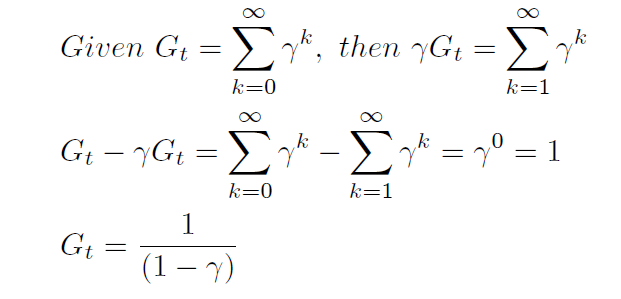 Given $G_t = \sum_{k=0}^{\infty} \gamma^k$, then $\gamma G_t = \sum_{k=1}^{\infty} \gamma^k$
$G_t - \gamma G_t = \sum_{k=0}^{\infty} \gamma^k - \sum_{k=1}^{\infty} \gamma^k = \gamma^0 = 1$
$G_t = \frac{1}{(1 - \gamma)}$